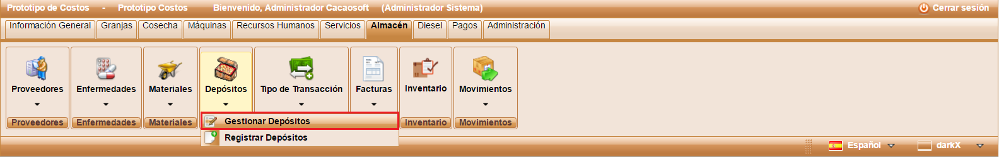 Prototipo de Costos - Prototipo Costos Bienvenido, Administrador Cacaosoft (Administrador Sistema) Cerrar sesión
Información General Granjas Cosecha Máquinas Recursos Humanos Servicios Almacén Diesel Pagos Administración
Proveedores Enfermedades Materiales Depósitos Tipo de Transacción Facturas Inventario Movimientos
Proveedores Enfermedades Materiales Inventario Movimientos
Gestionar Depósitos
Registrar Depósitos
Español darkX